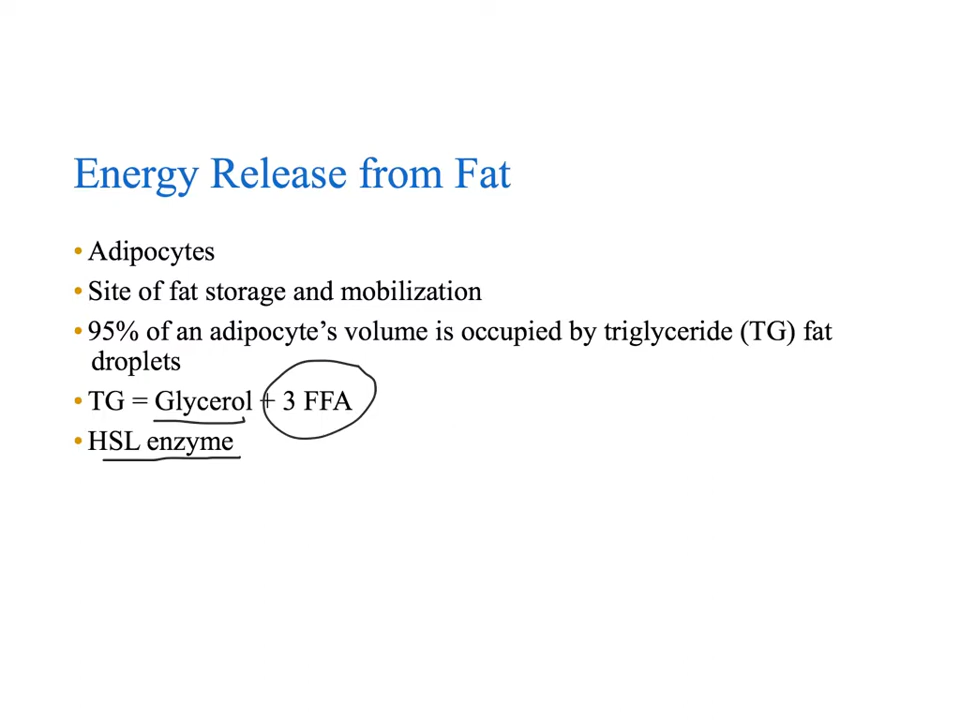 Energy Release from Fat
• Adipocytes
• Site of fat storage and mobilization
• 95% of an adipocyte’s volume is occupied by triglyceride (TG) fat
droplets
• TG = Glycerol + 3 FFA
• HSL enzyme